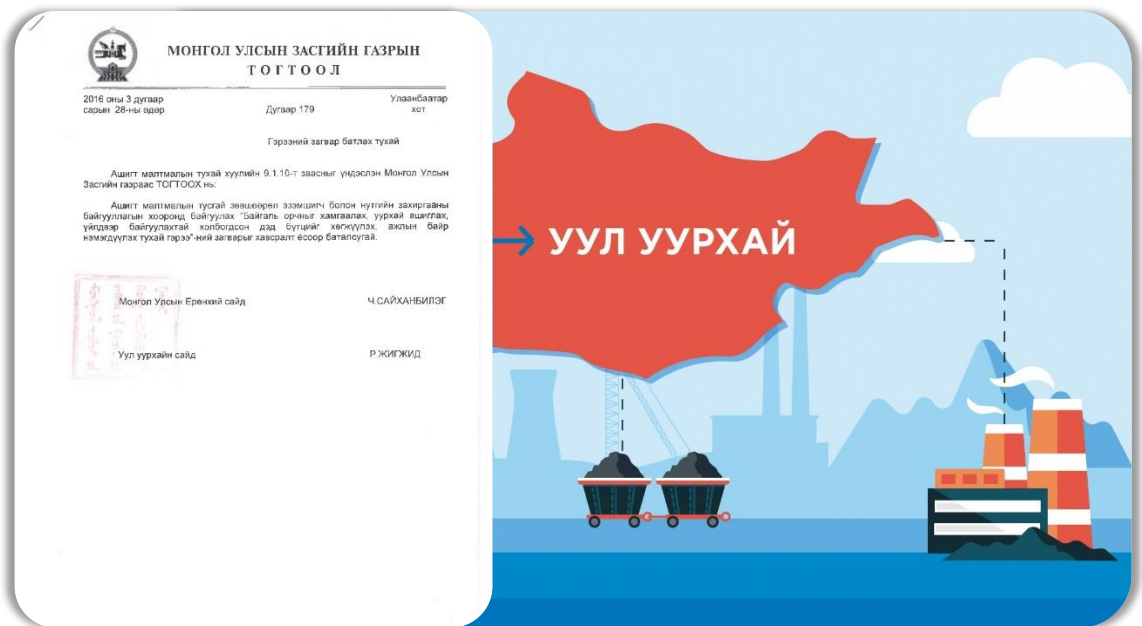 МОНГОЛ УЛСЫН ЗАСГИЙН ГАЗРЫН
ТОГТООЛ
2016 оны 3 дугаар
сарын 28-ны өдөр
Дугаар 179
Улаанбаатар
хот
Гэрээний загвар батлах тухай
Ашигт малтмалын тухай хуулийн 9.1.10-т заасныг үндэслэн Монгол Улсын
Засгийн газраас ТОГТООХ нь:
Ашигт малтмалын тусгай зөвшөөрөл эзэмшигч болон нутгийн захиргааны
байгууллагын хооронд байгуулах "Байгаль орчныг хамгаалах, уурхай ашиглах,
үйлдвэр байгуулахтай холбогдсон дэд бүтцийг хөгжүүлэх, ажлын байр
нэмэгдүүлэх тухай гэрээ"-ний загварыг хавсралт ёсоор баталсугай.
Монгол Улсын Ерөнхий сайд
Ч.САЙХАНБИЛЭГ
Уул уурхайн сайд
Р.ЖИГЖИД
УУЛ УУРХАЙ